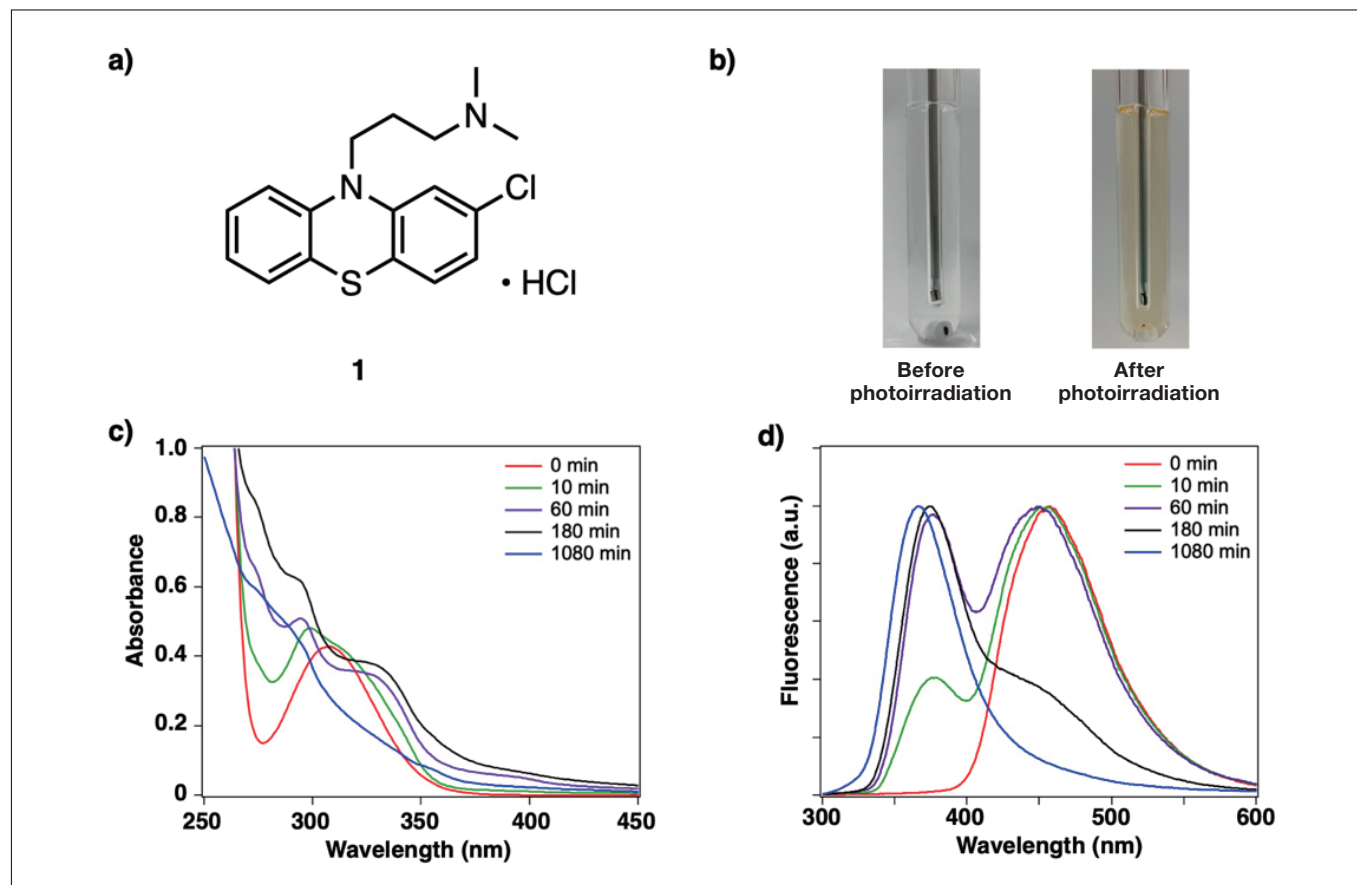 a)
N
N
Cl
S
• HCl
1
b)
Before
photoirradiation
After
photoirradiation
c)
1.0
0.8
0.6
0.4
0.2
0
Absorbance
0 min
10 min
60 min
180 min
1080 min
250
300
350
400
450
Wavelength (nm)
d)
Fluorescence (a.u.)
0 min
10 min
60 min
180 min
1080 min
300
400
500
600
Wavelength (nm)